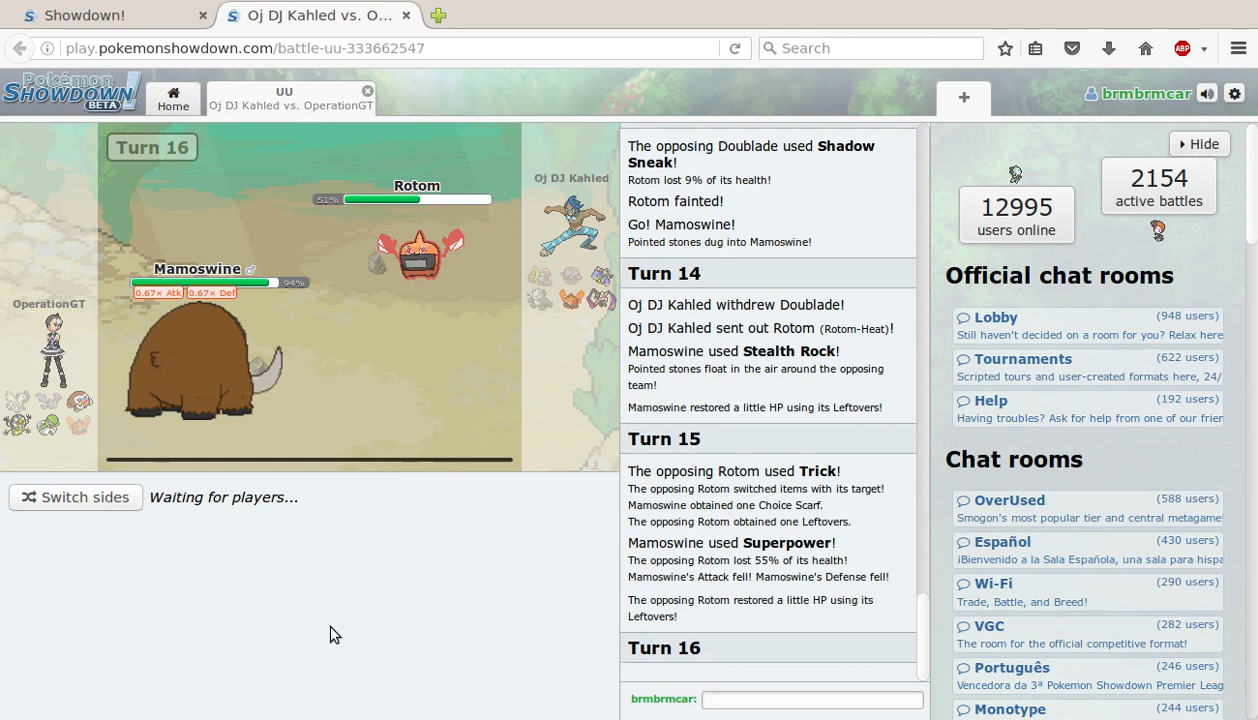 Showdown!
Oj DJ Kahled vs. O...
play.pokemonshowdown.com/battle-uu-333662547
Search
ABP
Pokémon
SHOWDOWN!
BETA
Home
UU
Oj DJ Kahled vs. OperationGT
+
brmbrmcar
Turn 16
Rotom
51%
Oj DJ Kahled
Mamoswine ♂
94%
0.67× Atk 0.67× Def
OperationGT
Switch sides
Waiting for players...
The opposing Doublade used Shadow
Sneak!
Rotom lost 9% of its health!
Rotom fainted!
Go! Mamoswine!
Pointed stones dug into Mamoswine!
Turn 14
Oj DJ Kahled withdrew Doublade!
Oj DJ Kahled sent out Rotom (Rotom-Heat)!
Mamoswine used Stealth Rock!
Pointed stones float in the air around the opposing
team!
Mamoswine restored a little HP using its Leftovers!
Turn 15
The opposing Rotom used Trick!
The opposing Rotom switched items with its target!
Mamoswine obtained one Choice Scarf.
The opposing Rotom obtained one Leftovers.
Mamoswine used Superpower!
The opposing Rotom lost 55% of its health!
Mamoswine's Attack fell! Mamoswine's Defense fell!
The opposing Rotom restored a little HP using its
Leftovers!
Turn 16
brmbrmcar:
Hide
12995
users online
2154
active battles
Official chat rooms
Lobby (948 users)
Still haven't decided on a room for you? Relax here
Tournaments (622 users)
Scripted tours and user-created formats here, 24/
Help (192 users)
Having troubles? Ask for help from one of our frier
Chat rooms
OverUsed (588 users)
Smogon's most popular tier and central metagame!
Español (430 users)
¡Bienvenido a la Sala Española, una sala para hispa
Wi-Fi (290 users)
Trade, Battle, and Breed!
VGC (282 users)
The room for the official competitive format!
Português (246 users)
Vencedora da 3ª Pokemon Showdown Premier Leag
Monotype (244 users)